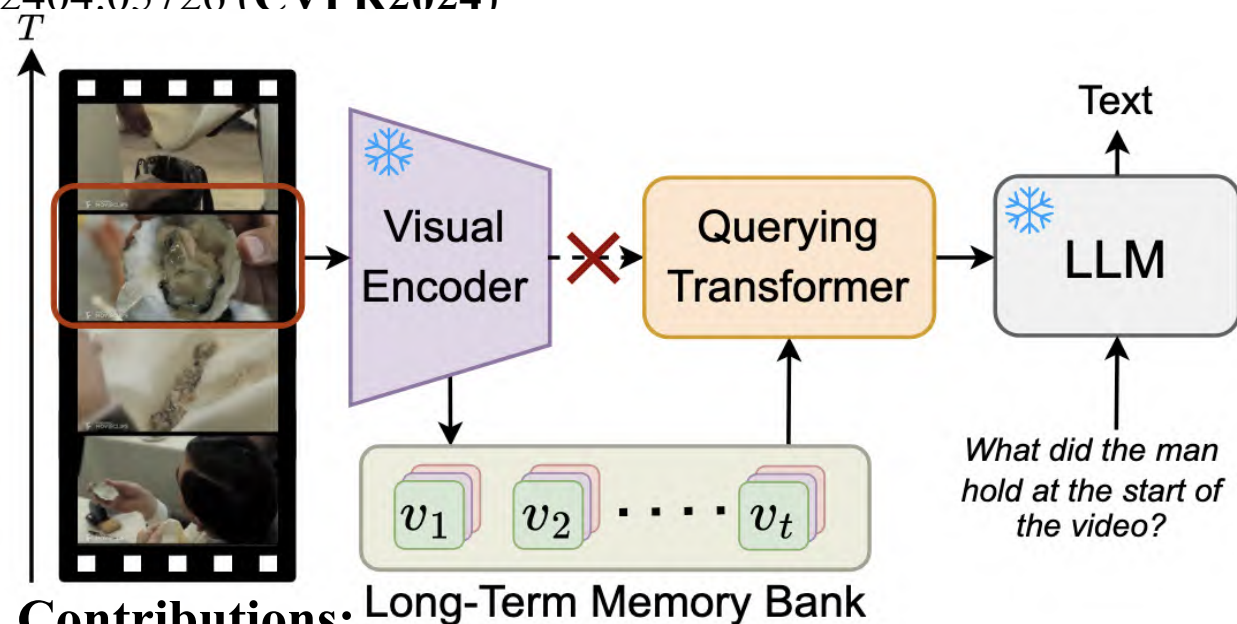 (CVPR2024)
T
Text
Visual
Encoder
Querying
Transformer
LLM
v1 v2 ···· vt
What did the man
hold at the start of
the video?
Long-Term Memory Bank
Contributions: